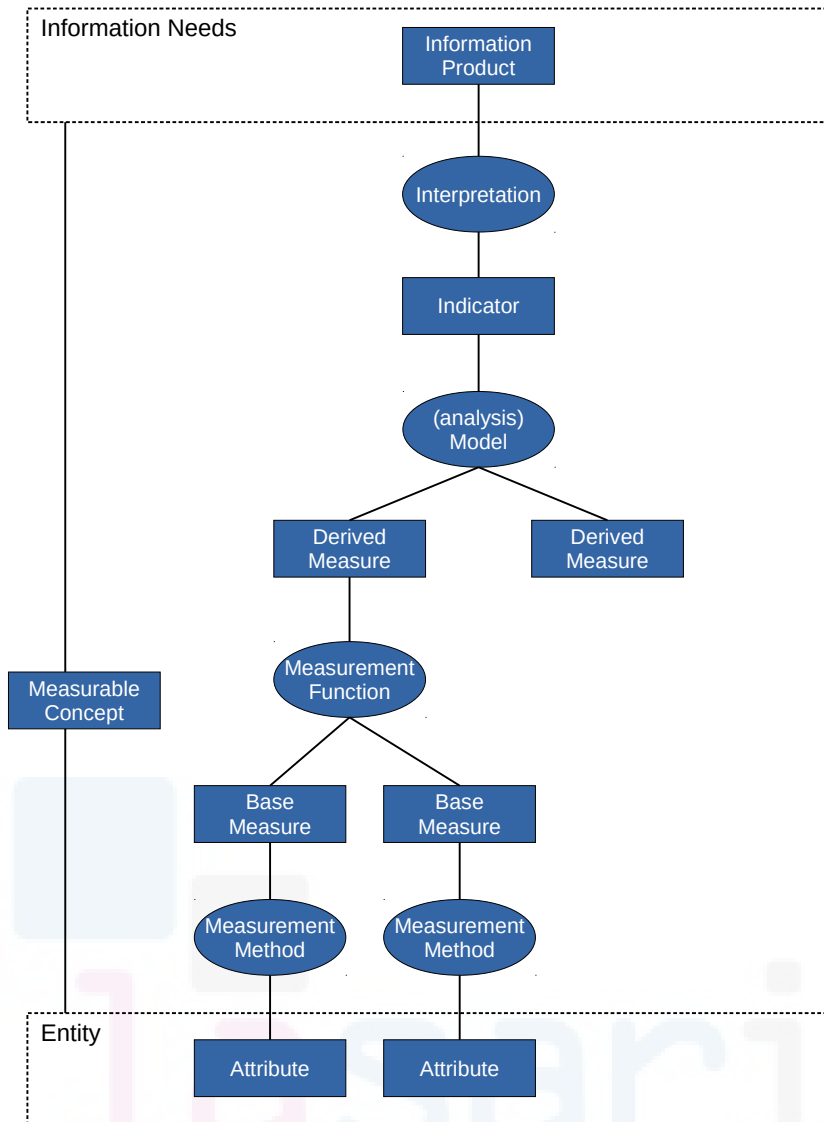 Information Needs
Information
Product
Interpretation
Indicator
(analysis)
Model
Derived
Measure
Derived
Measure
Measurement
Function
Measurable
Concept
Base
Measure
Base
Measure
Measurement
Method
Measurement
Method
Entity
Attribute
Attribute